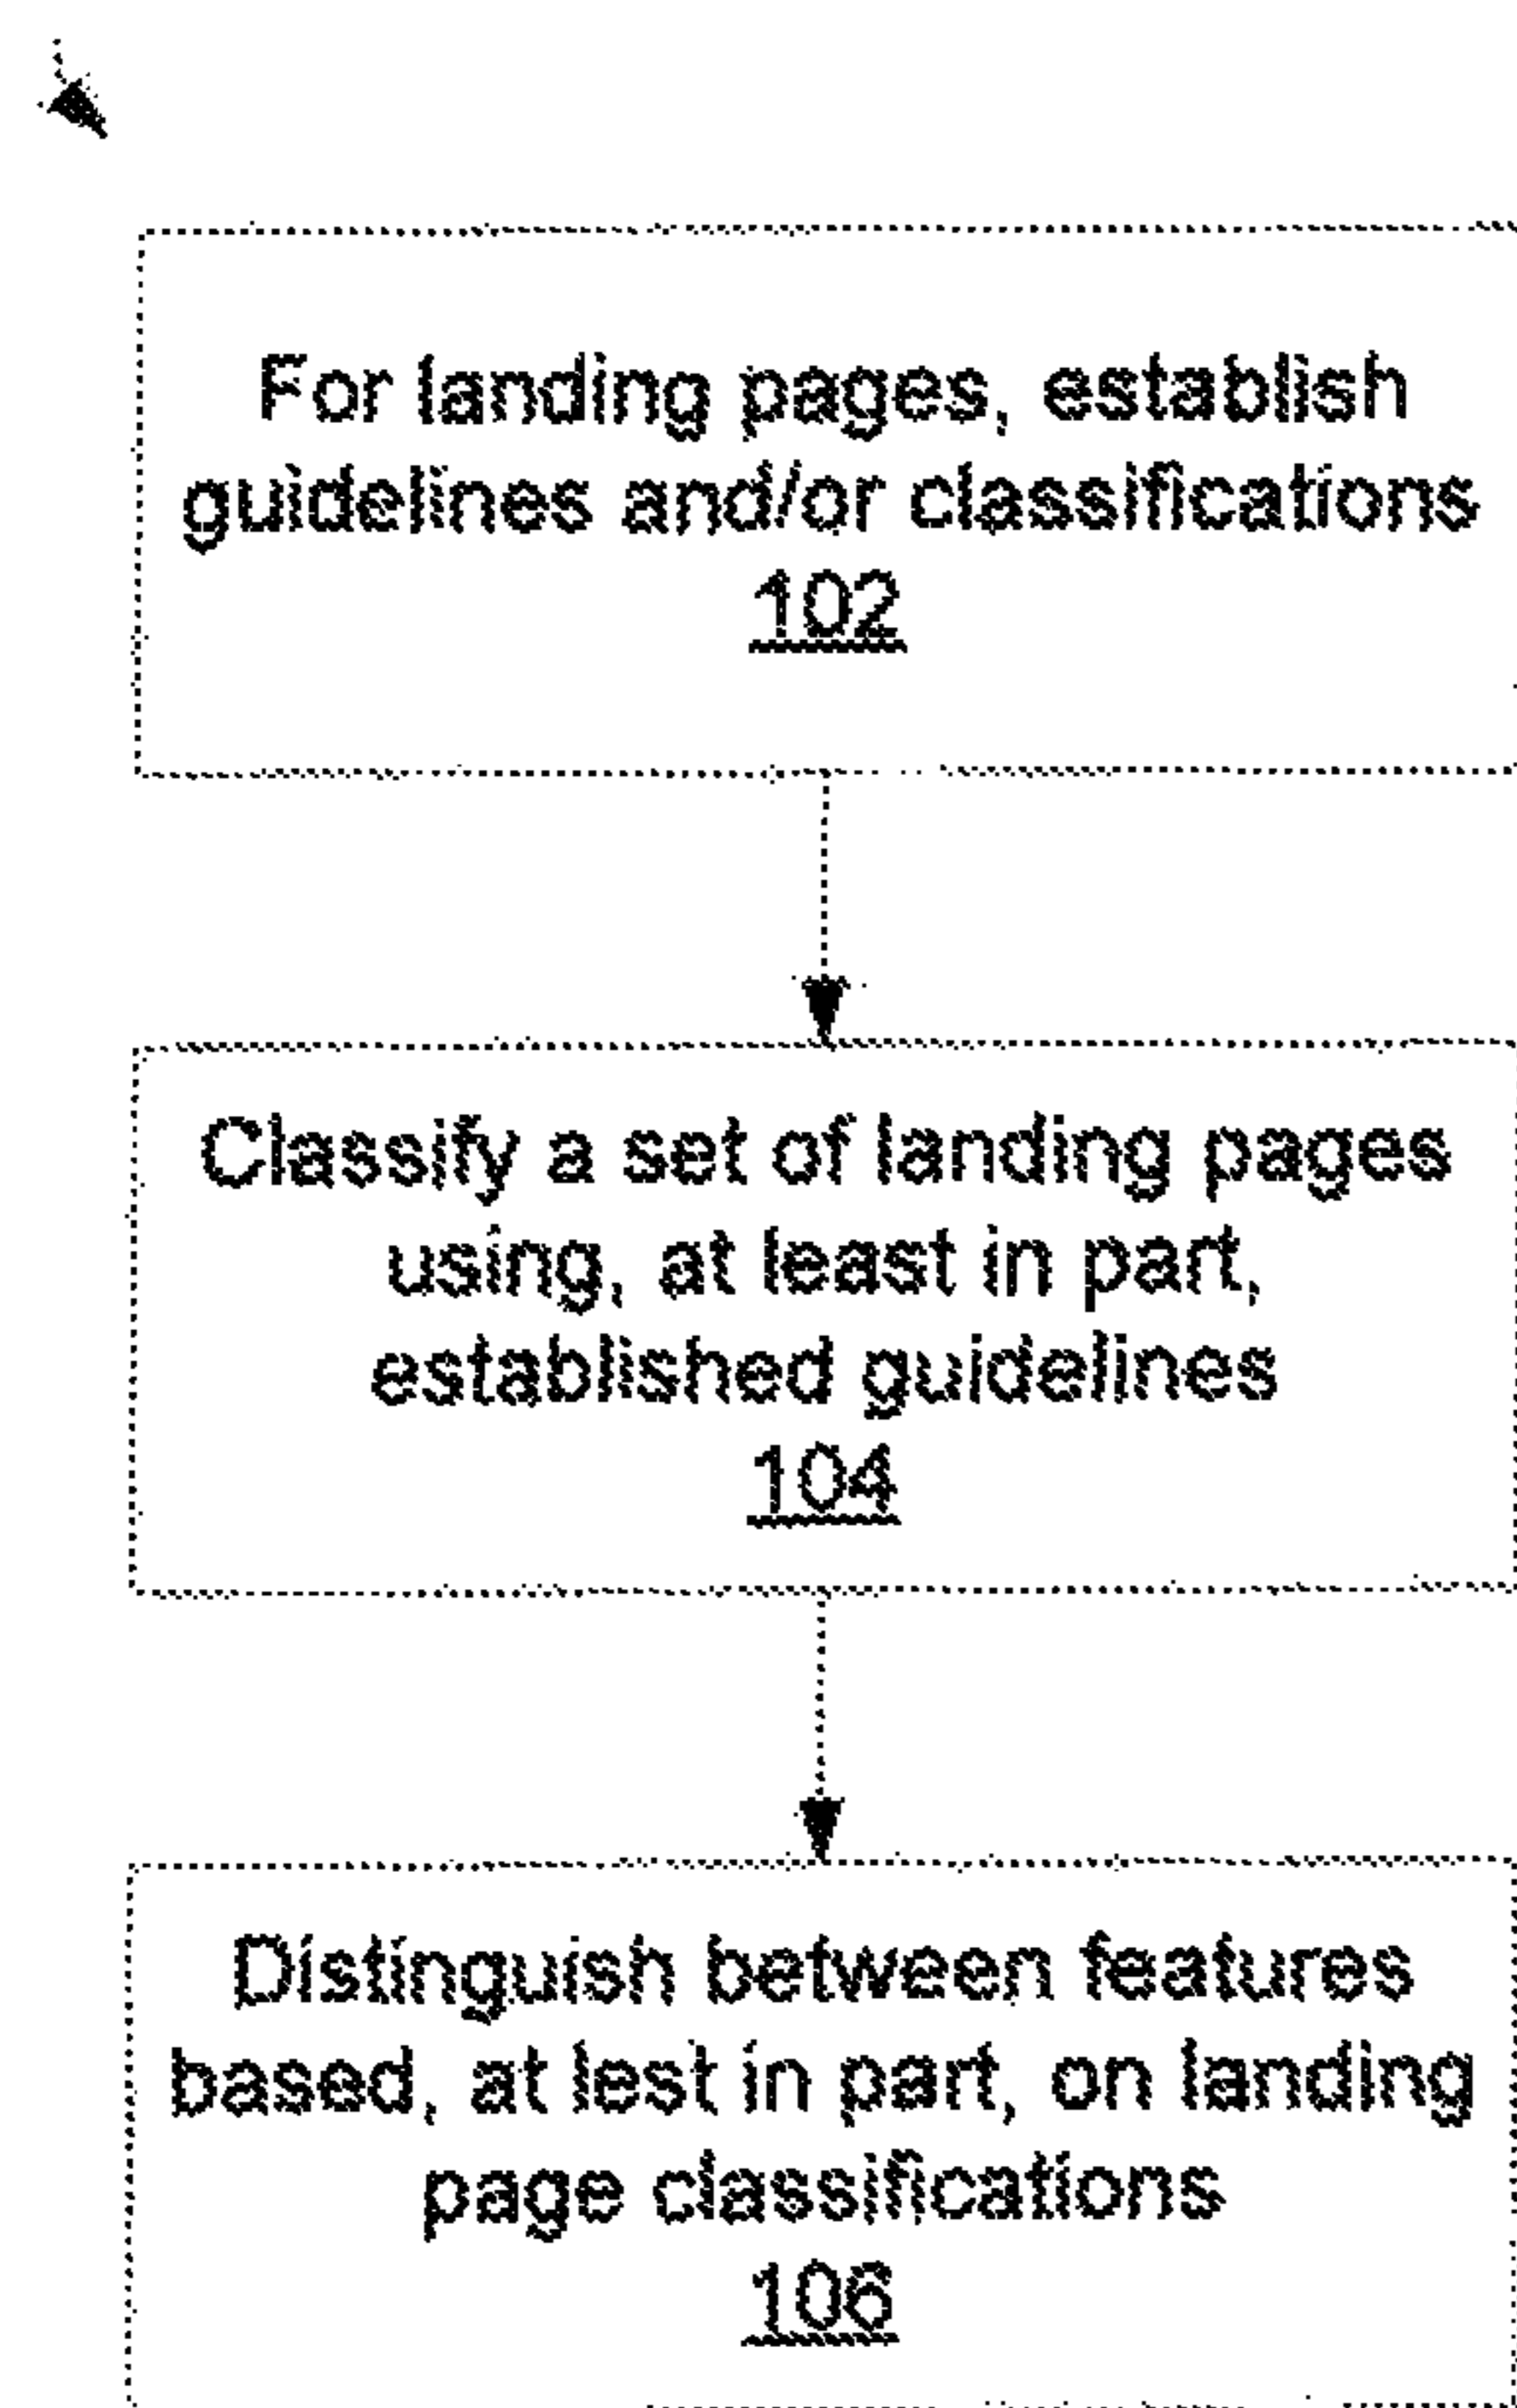 For landing pages, establish
guidelines and/or classifications
102
Classify a set of landing pages
using, at least in part,
established guidelines
104
Distinguish between features
based, at lest in part, on landing
page classifications
106